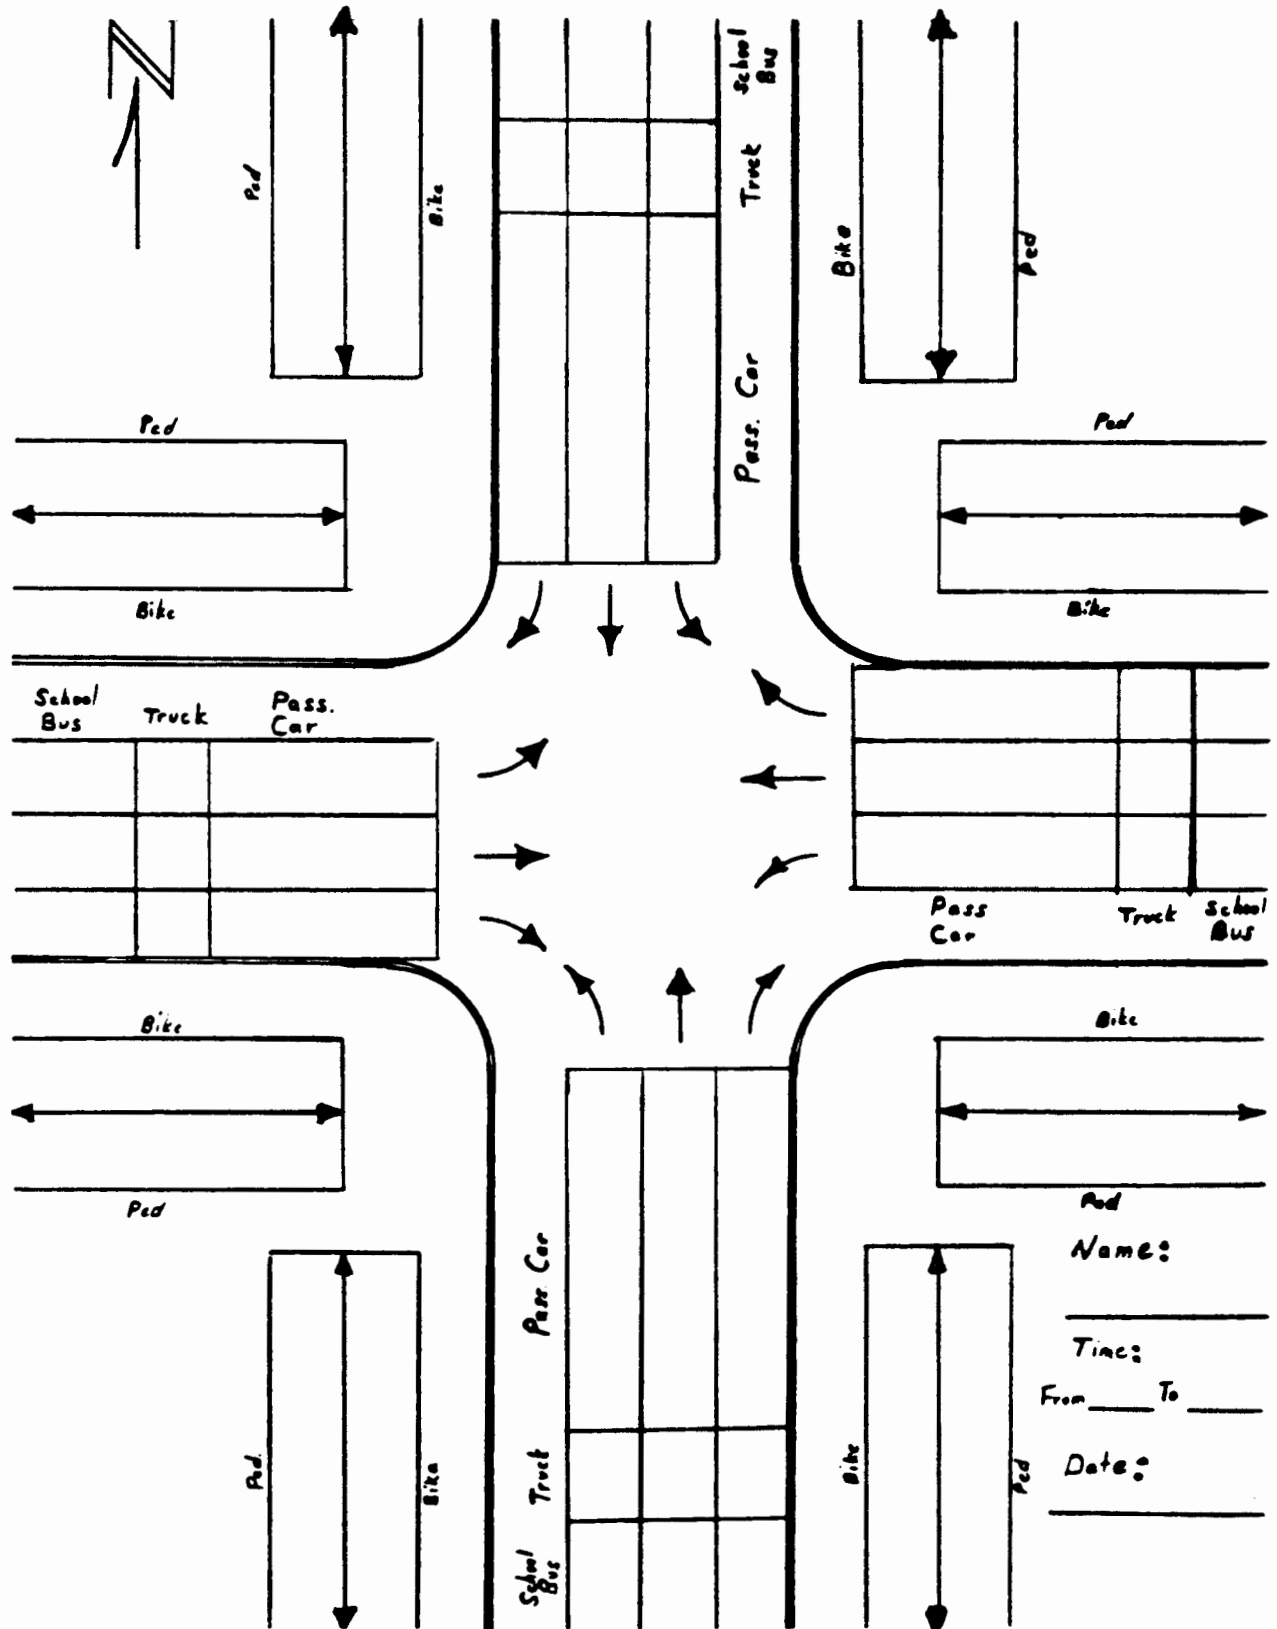 N
School
Bus
Truck
Pass. Car
Ped
Bike
Bike
Ped
Ped
Bike
Ped
Bike
School
Bus
Truck
Pass.
Car
Pass
Car
Truck
School
Bus
Bike
Ped
Bike
Ped
Pass Car
Truck
School
Bus
Ped.
Bike
Bike
Ped
Name:
Time:
From To
Date: